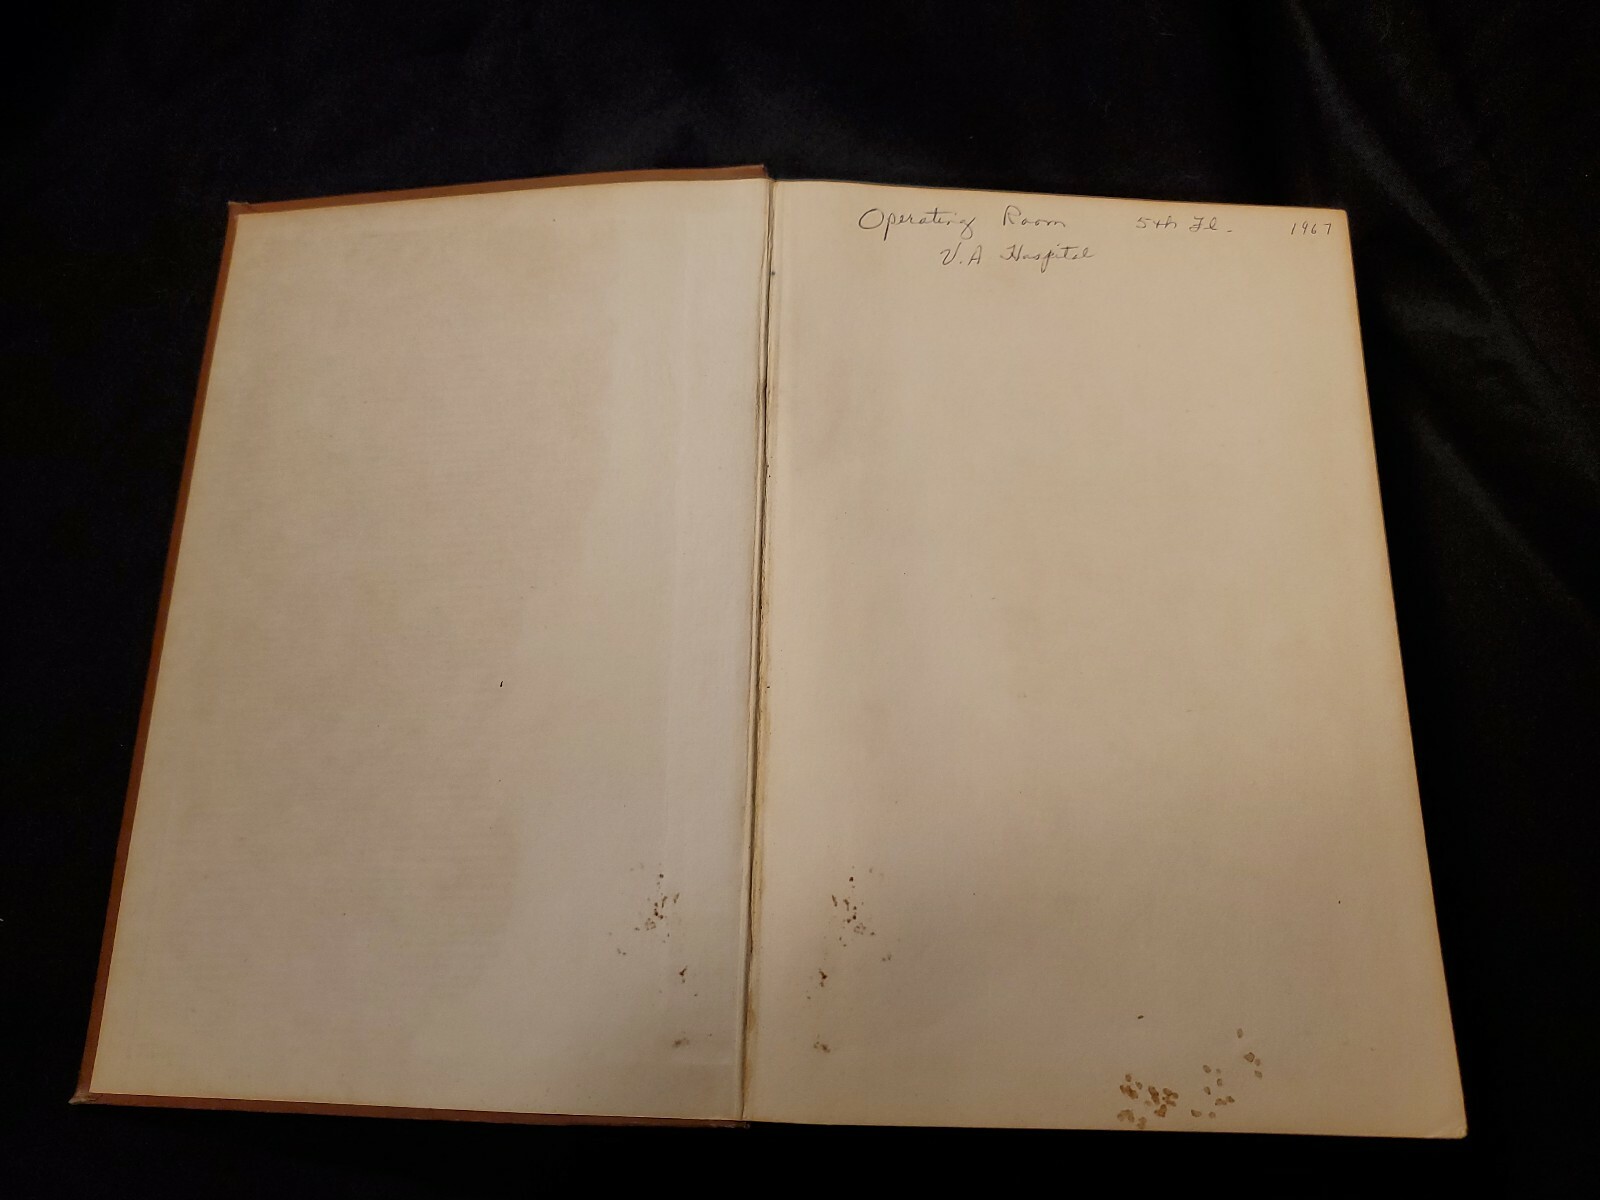 Operating Room 5th Fl. 1967
V.A Hospital